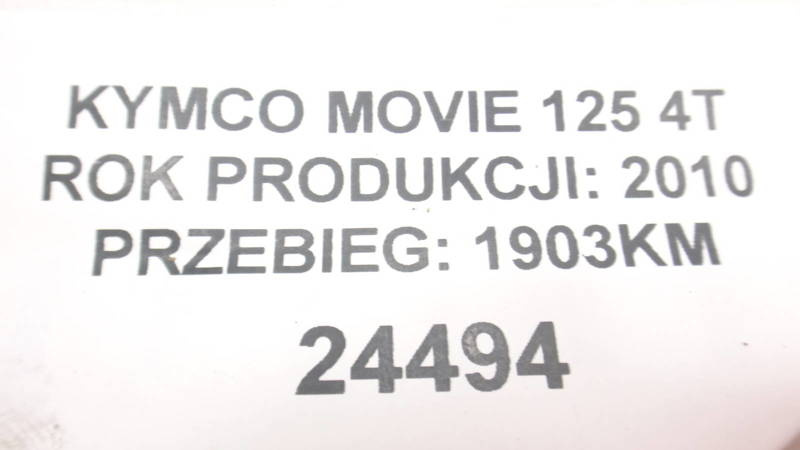 KYMCO MOVIE 125 4T
ROK PRODUKCJI: 2010
PRZEBIEG: 1903KM
24494